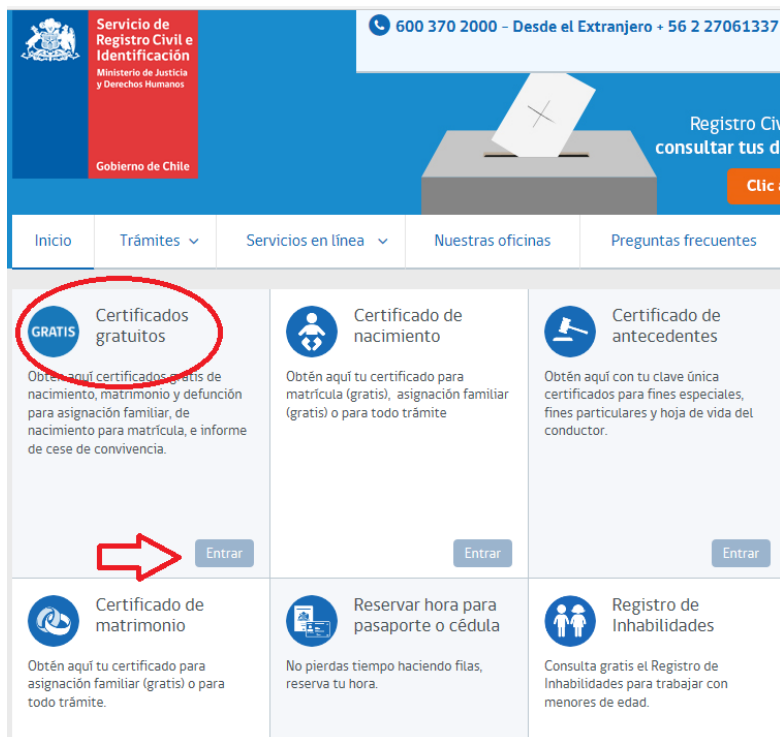 Servicio de
Registro Civil e
Identificación
Ministerio de Justicia
y Derechos Humanos
Gobierno de Chile
600 370 2000 - Desde el Extranjero + 56 2 27061337
Registro Civ
consultar tus d
Clic a
Inicio
Trámites
Servicios en línea
Nuestras oficinas
Preguntas frecuentes
GRATIS
Certificados
gratuitos
Obtén aquí certificados gratis de
nacimiento, matrimonio y defunción
para asignación familiar, de
nacimiento para matrícula, e informe
de cese de convivencia.
Entrar
Certificado de
nacimiento
Obtén aquí tu certificado para
matrícula (gratis), asignación familiar
(gratis) o para todo trámite
Entrar
Certificado de
antecedentes
Obtén aquí con tu clave única
certificados para fines especiales,
fines particulares y hoja de vida del
conductor.
Entrar
Certificado de
matrimonio
Obtén aquí tu certificado para
asignación familiar (gratis) o para
todo trámite.
Reservar hora para
pasaporte o cédula
No pierdas tiempo haciendo filas,
reserva tu hora.
Registro de
Inhabilidades
Consulta gratis el Registro de
Inhabilidades para trabajar con
menores de edad.